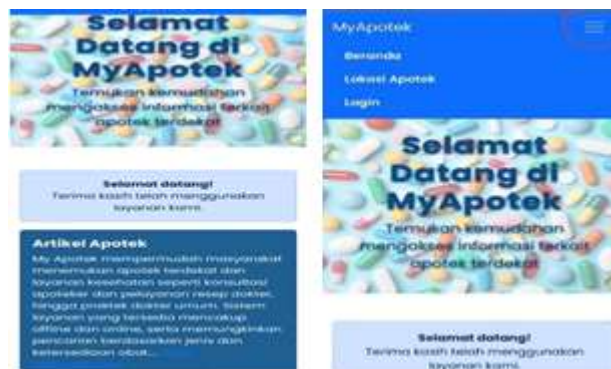 Selamat
Datang di
MyApotek
Temukan kemudahan
mengakses informasi terkait
apotek terdekat
Selamat datang!
Terima kasih telah menggunakan
layanan kami.
Artikel Apotek
My Apotek mempermudah masyarakat
menemukan apotek terdekat dan
layanan kesehatan seperti konsultasi
apoteker dan pelayanan resep dokter,
hingga praktek dokter umum. Sistem
layanan yang tersedia mencakup
offline dan online, serta memungkinkan
pencarian berdasarkan jenis dan
ketersediaan obat...
MyApotek
Beranda
Lokasi Apotek
Login
Selamat
Datang di
MyApotek
Temukan kemudahan
mengakses informasi terkait
apotek terdekat
Selamat datang!
Terima kasih telah menggunakan
layanan kami.